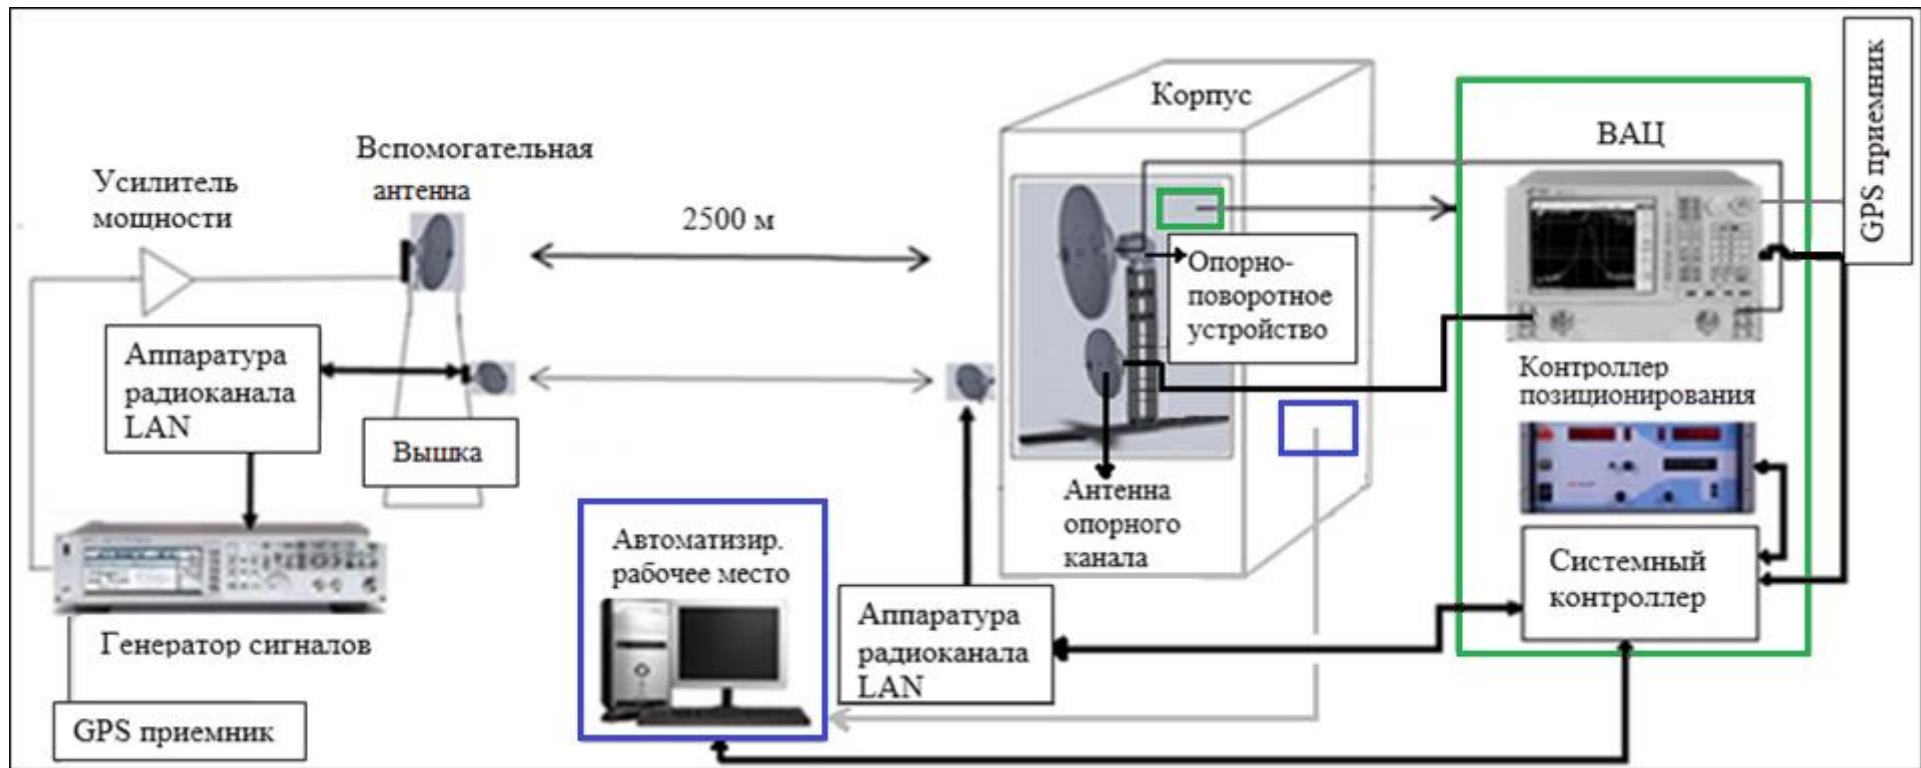 Корпус
ВАЦ
GPS приемник
Вспомогательная
антенна
Усилитель
мощности
2500 м
Опорно-
поворотное
устройство
Аппаратура
радиоканала
LAN
Вышка
Контроллер
позиционирования
Антенна
опорного
канала
Автоматизир.
рабочее место
Системный
контроллер
Аппаратура
радиоканала
LAN
Генератор сигналов
GPS приемник